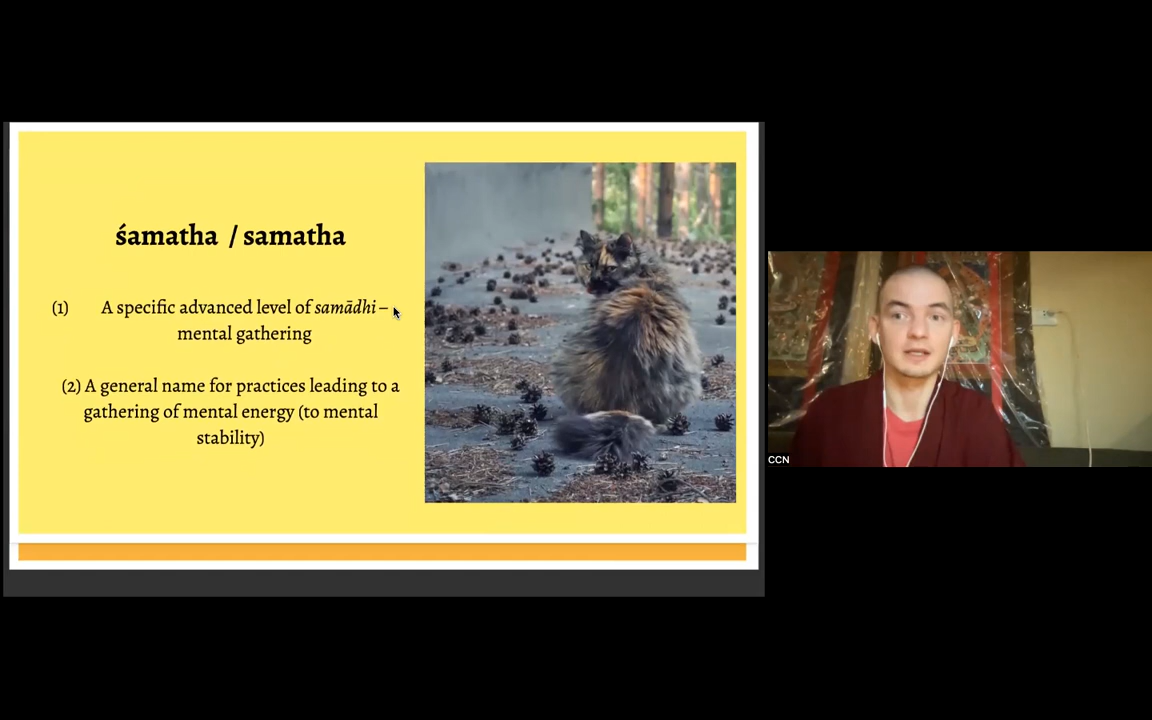 śamatha / samatha
(1) A specific advanced level of samādhi –
mental gathering
(2) A general name for practices leading to a
gathering of mental energy (to mental
stability)
CCN